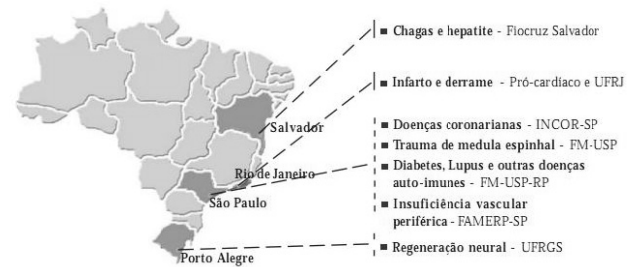 Chagas e hepatite - Fiocruz Salvador
Infarto e derrame - Pró-cardíaco e UFRJ
Doenças coronarianas - INCOR-SP
Trauma de medula espinhal - FM-USP
Diabetes, Lupus e outras doenças
auto-imunes - FM-USP-RP
Insuficiência vascular
periférica - FAMERP-SP
Regeneração neural - UFRGS
Salvador
Rio de Janeiro
São Paulo
Porto Alegre